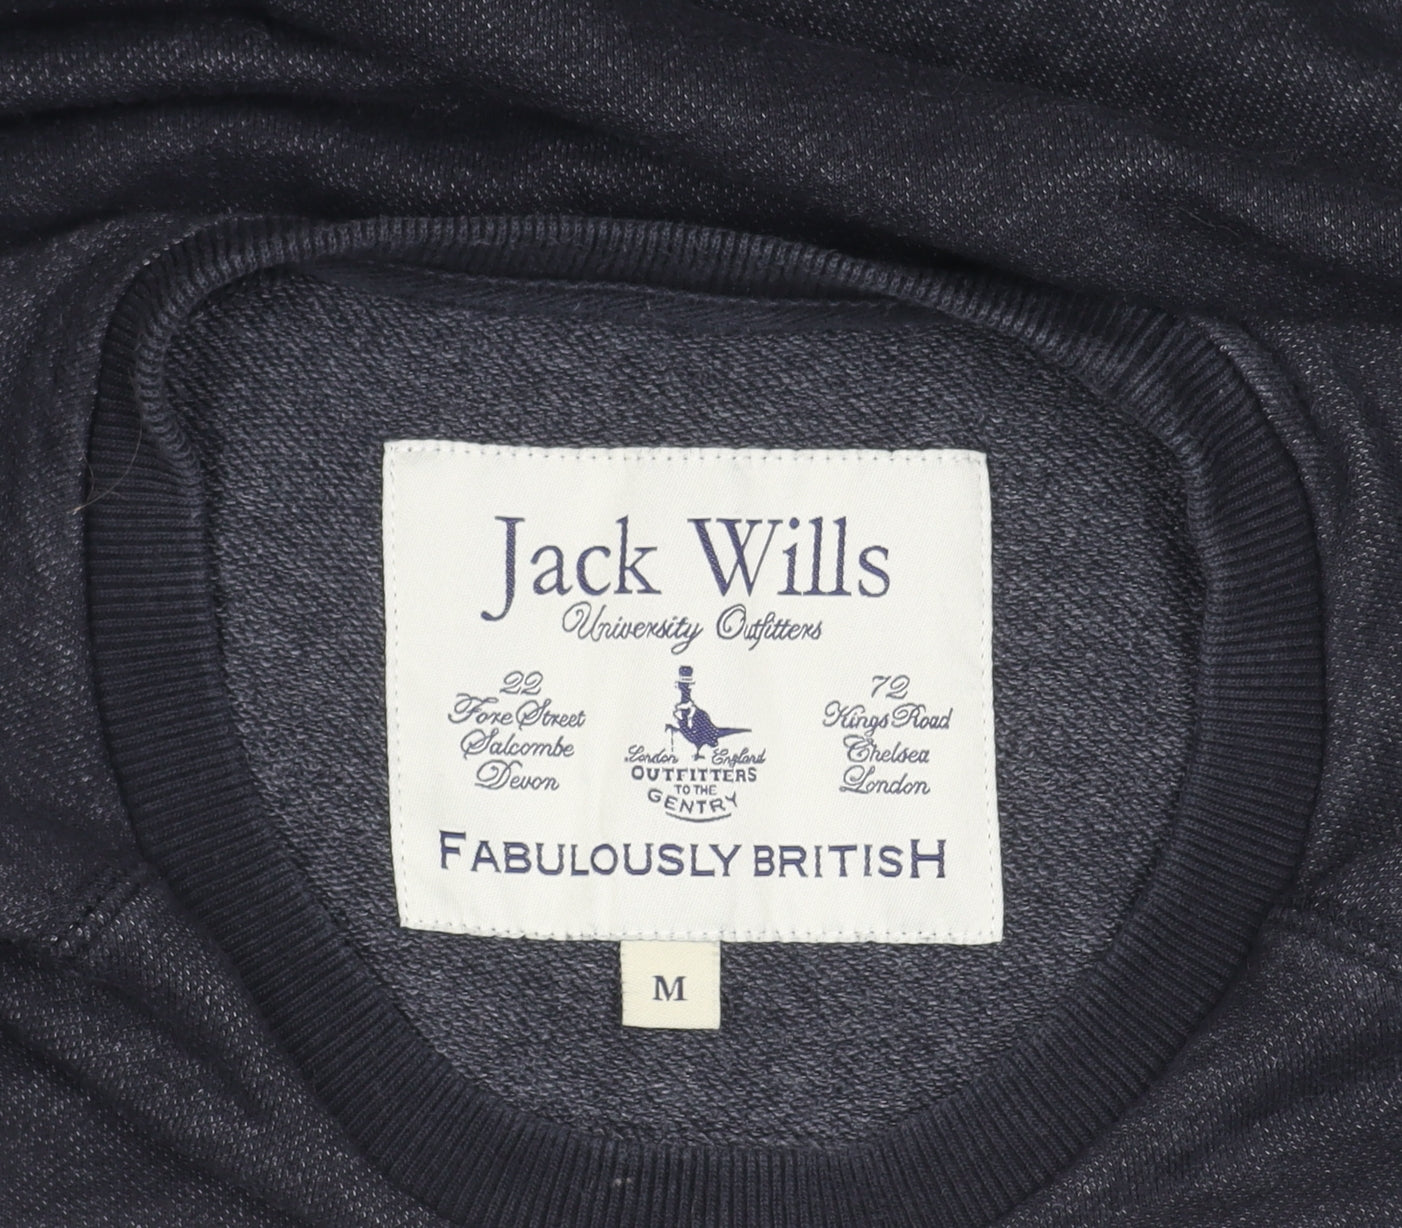 Jack Wills
University Outfitters
22
Fore Street
Salcombe
Devon
London England
OUTFITTERS
TO THE
GENTRY
72
Kings Road
Chelsea
London
FABULOUSLY BRITISH
M